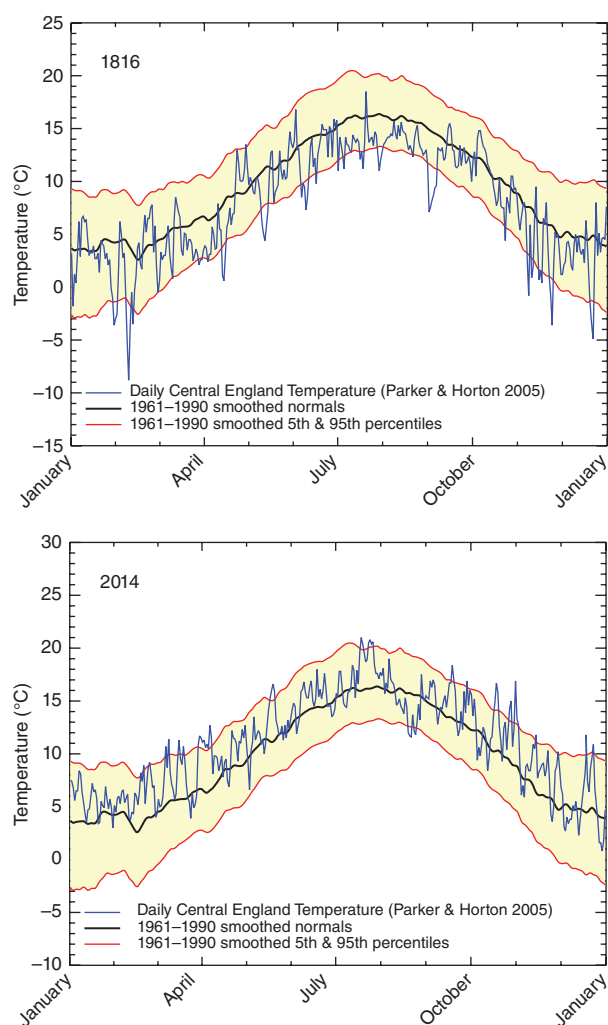 25
1816
20
15
10
5
0
−5
−10
−15
Temperature (°C)
Daily Central England Temperature (Parker & Horton 2005)
1961–1990 smoothed normals
1961–1990 smoothed 5th & 95th percentiles
January
April
July
October
January
30
2014
25
20
15
10
5
0
−5
−10
Temperature (°C)
Daily Central England Temperature (Parker & Horton 2005)
1961–1990 smoothed normals
1961–1990 smoothed 5th & 95th percentiles
January
April
July
October
January